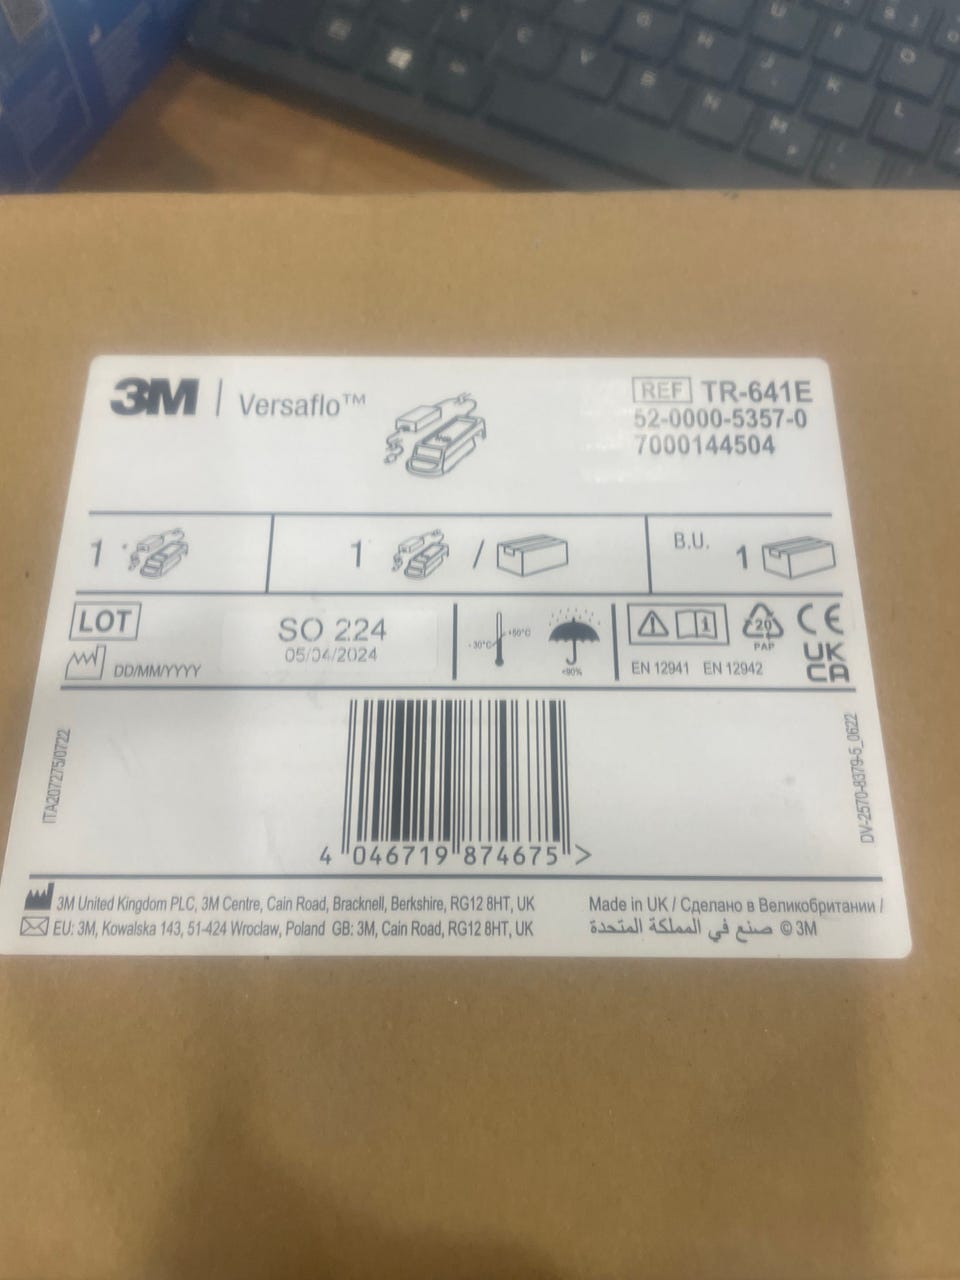 3M | Versaflo™
REF TR-641E
52-0000-5357-0
7000144504
1
1 /
B.U. 1
LOT
SO 224
DD/MM/YYYY
05/04/2024
-30°C +50°C
<90%
20
PAP
EN 12941 EN 12942
CE
UK
CA
ITA207275/0722
DV-2570-8379-5_0622
4 046719 874675 >
3M United Kingdom PLC, 3M Centre, Cain Road, Bracknell, Berkshire, RG12 8HT, UK
EU: 3M, Kowalska 143, 51-424 Wroclaw, Poland GB: 3M, Cain Road, RG12 8HT, UK
Made in UK / Сделано в Великобритании /
صنع في المملكة المتحدة © 3M